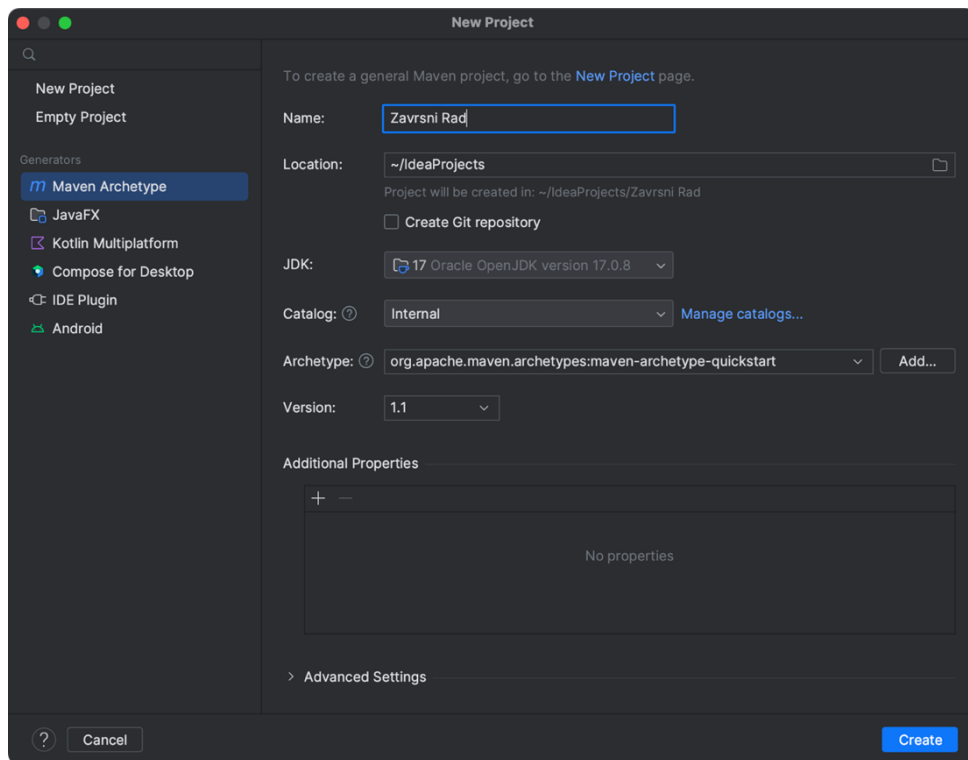 New Project
New Project
Empty Project
Generators
Maven Archetype
JavaFX
Kotlin Multiplatform
Compose for Desktop
IDE Plugin
Android
To create a general Maven project, go to the New Project page.
Name: Zavrsni Rad
Location: ~/IdeaProjects
Project will be created in: ~/IdeaProjects/Zavrsni Rad
Create Git repository
JDK: 17 Oracle OpenJDK version 17.0.8
Catalog: ? Internal Manage catalogs...
Archetype: ? org.apache.maven.archetypes:maven-archetype-quickstart Add...
Version: 1.1
Additional Properties
No properties
Advanced Settings
? Cancel Create